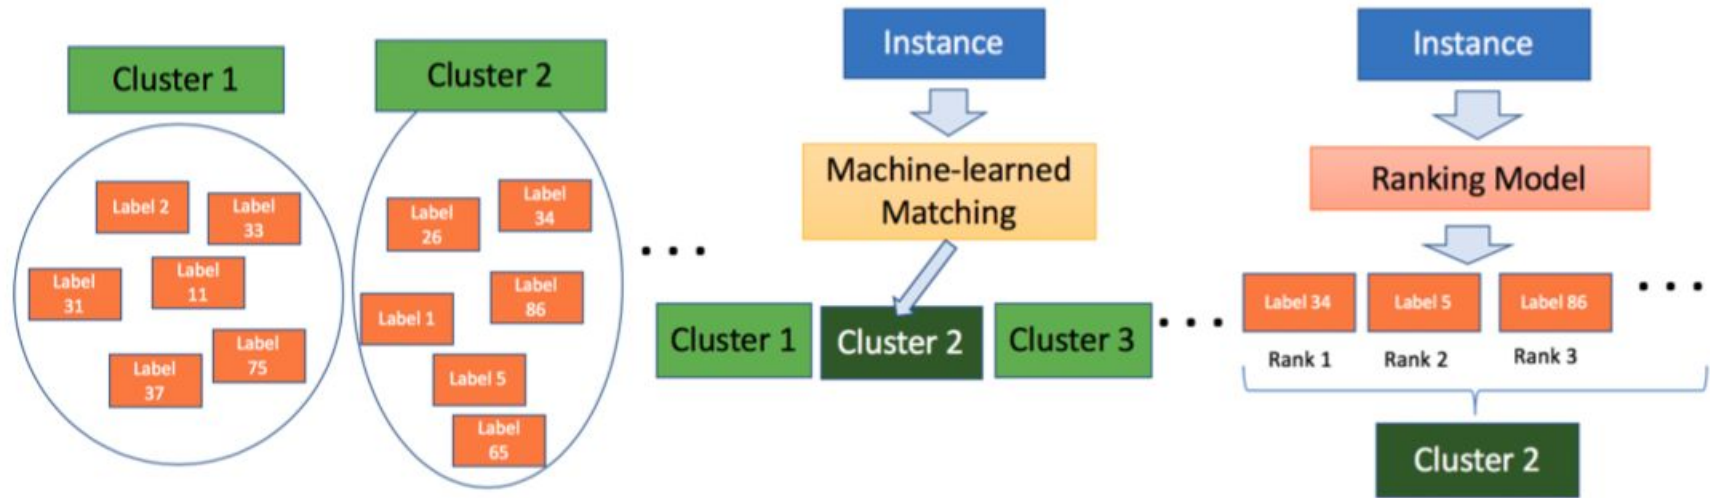 Cluster 1
Label 2
Label
33
Label
31
Label
11
Label
75
Label
37
Cluster 2
Label
26
Label
34
Label
86
Label 1
Label 5
Label
65
. . .
Instance
Machine-learned
Matching
Cluster 1
Cluster 2
Cluster 3
. . .
Instance
Ranking Model
Label 34
Label 5
Label 86
. . .
Rank 1
Rank 2
Rank 3
Cluster 2